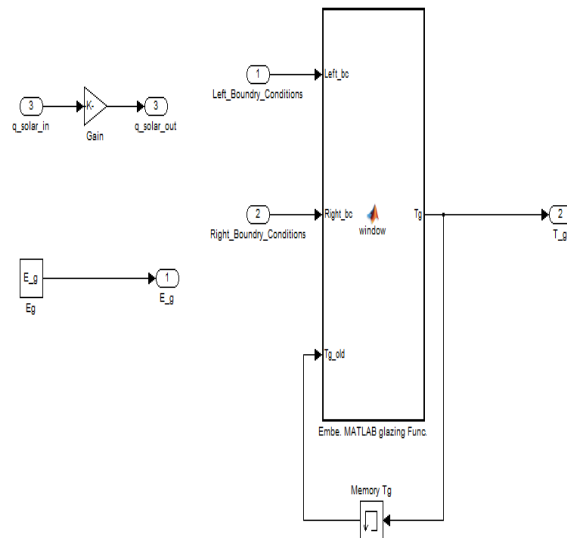 1
Left_Boundry_Conditions
Left_bc
3
q_solar_in
K-
Gain
3
q_solar_out
2
Right_Boundry_Conditions
Right_bc
window
Tg
2
T_g
E_g
Eg
1
E_g
Tg_old
Embe. MATLAB glazing Func.
Memory Tg